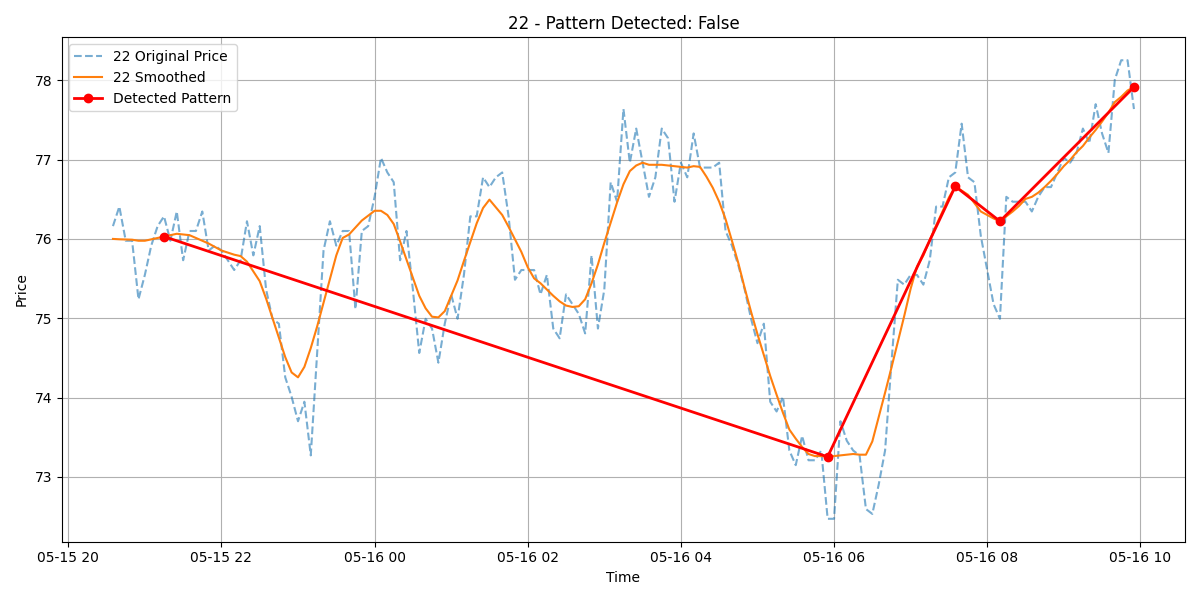 22 - Pattern Detected: False
22 Original Price
22 Smoothed
Detected Pattern
Price
78
77
76
75
74
73
05-15 20
05-15 22
05-16 00
05-16 02
05-16 04
05-16 06
05-16 08
05-16 10
Time